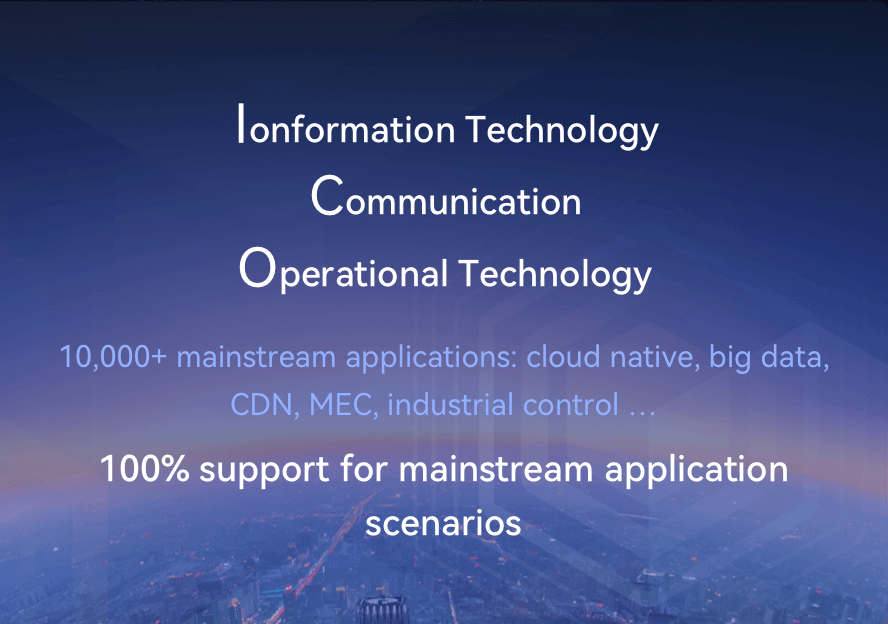 Ionformation Technology
Communication
Operational Technology
10,000+ mainstream applications: cloud native, big data,
CDN, MEC, industrial control …
100% support for mainstream application
scenarios